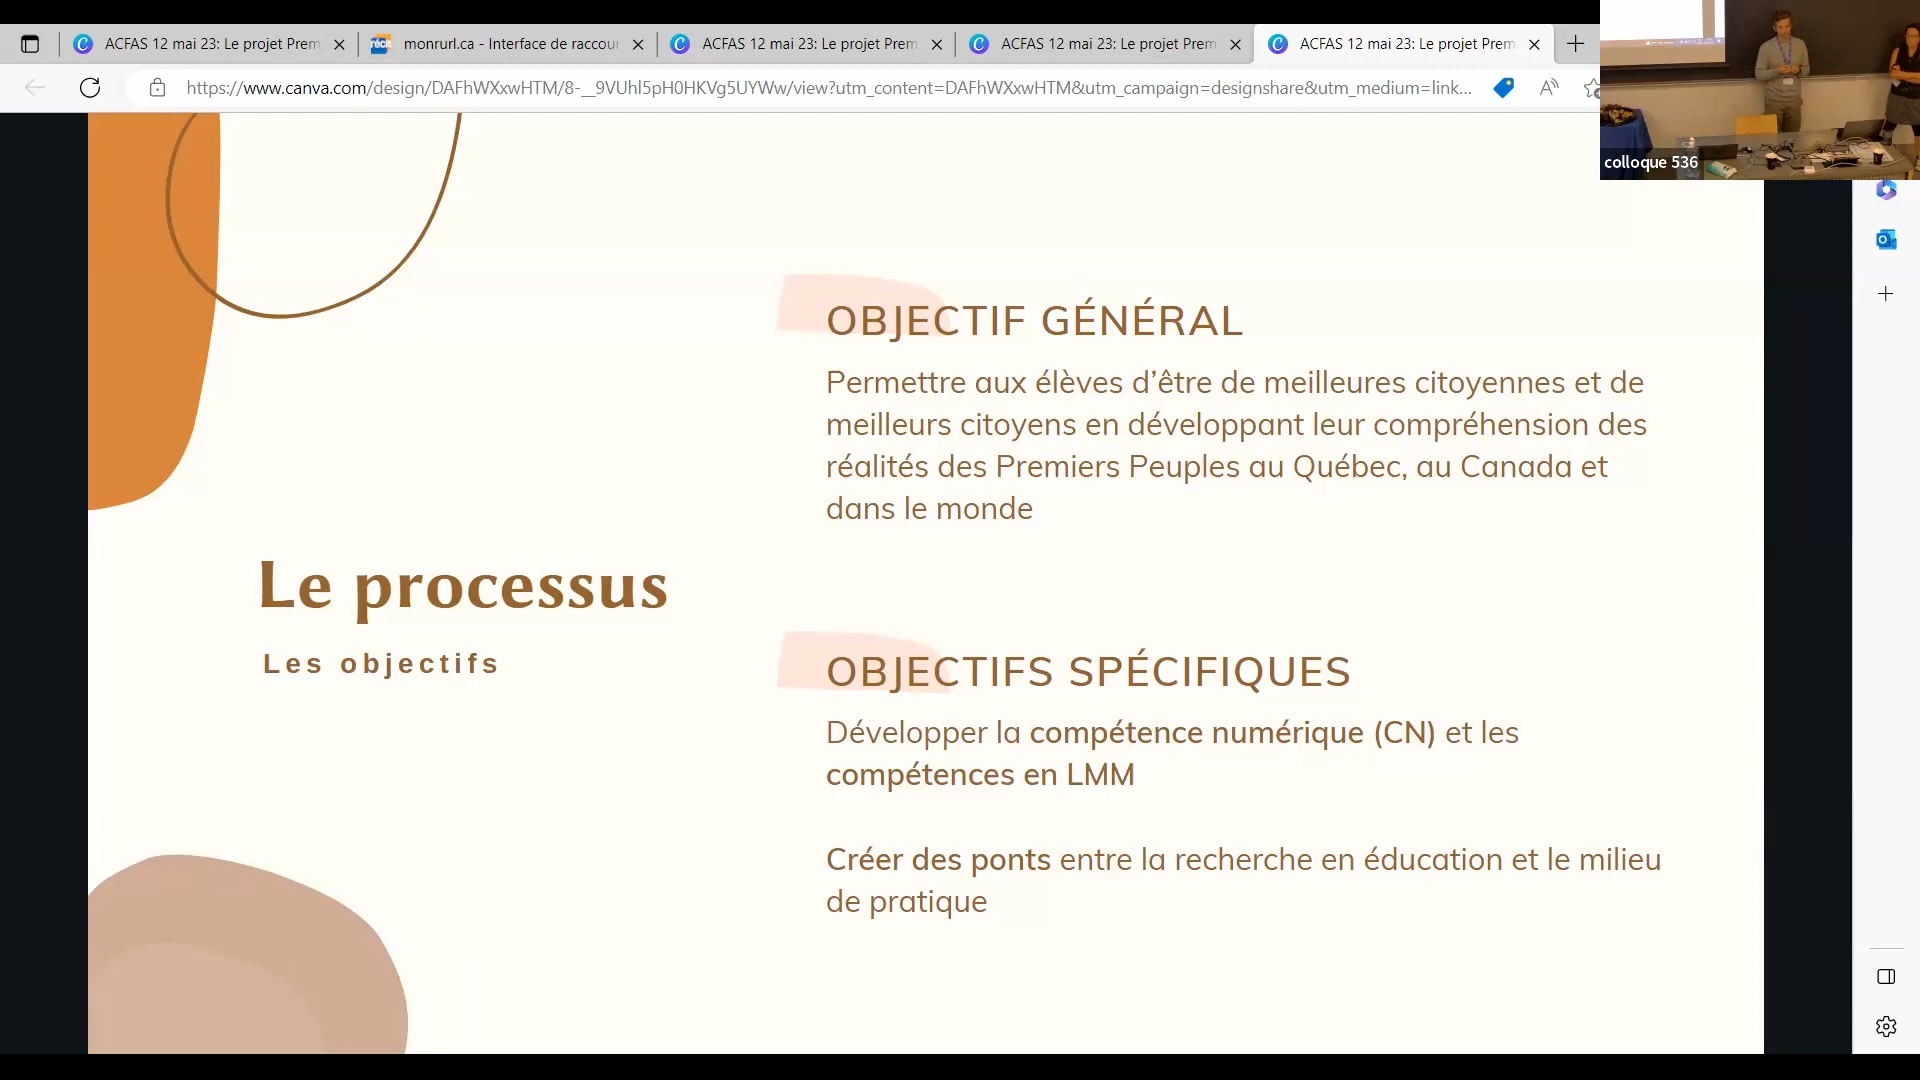 ACFAS 12 mai 23: Le projet Prem
monrurl.ca - Interface de raccour
ACFAS 12 mai 23: Le projet Prem
ACFAS 12 mai 23: Le projet Prem
ACFAS 12 mai 23: Le projet Prem
https://www.canva.com/design/DAFhWXxwHTM/8-__9VUhl5pH0HKVg5UYWw/view?utm_content=DAFhWXxwHTM&utm_campaign=designshare&utm_medium=link...
colloque 536
OBJECTIF GÉNÉRAL
Permettre aux élèves d’être de meilleures citoyennes et de
meilleurs citoyens en développant leur compréhension des
réalités des Premiers Peuples au Québec, au Canada et
dans le monde
Le processus
Les objectifs
OBJECTIFS SPÉCIFIQUES
Développer la compétence numérique (CN) et les
compétences en LMM
Créer des ponts entre la recherche en éducation et le milieu
de pratique